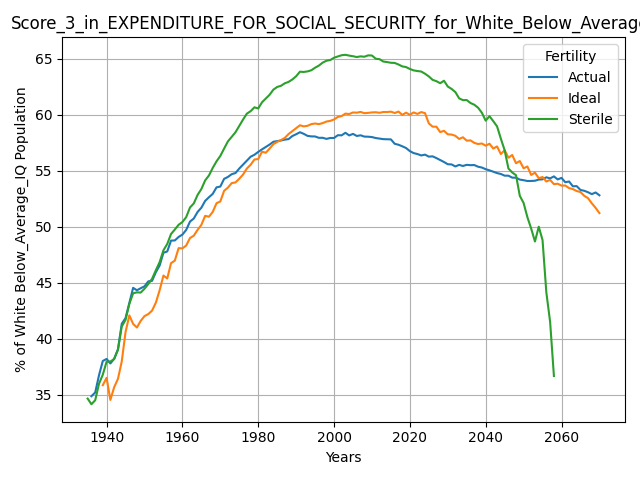 Score_3_in_EXPENDITURE_FOR_SOCIAL_SECURITY_for_White_Below_Average
Fertility
Actual
Ideal
Sterile
% of White Below_Average_IQ Population
65
60
55
50
45
40
35
1940 1960 1980 2000 2020 2040 2060
Years